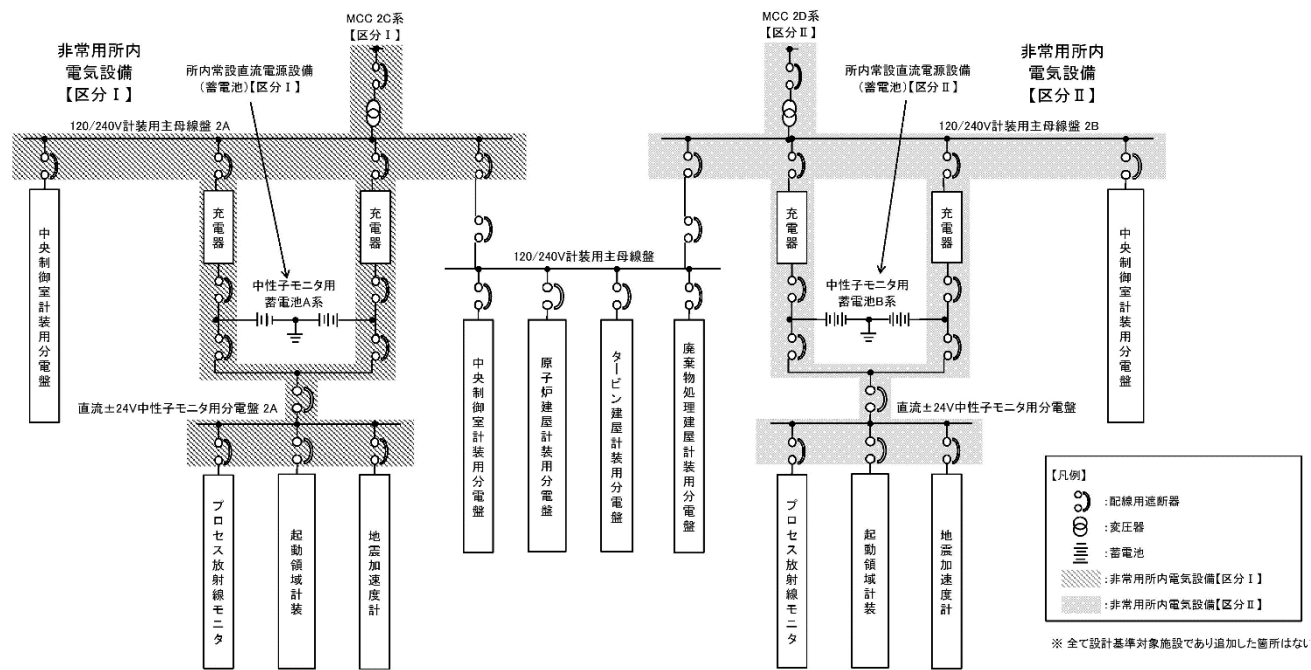 MCC 2C系
【区分Ⅰ】
MCC 2D系
【区分Ⅱ】
非常用所内
電気設備
【区分Ⅰ】
所内常設直流電源設備
(蓄電池)【区分Ⅰ】
所内常設直流電源設備
(蓄電池)【区分Ⅱ】
非常用所内
電気設備
【区分Ⅱ】
120/240V計装用主母線盤 2A
120/240V計装用主母線盤 2B
中央制御室計装用分電盤
充電器
充電器
充電器
充電器
中央制御室計装用分電盤
120/240V計装用主母線盤
中性子モニタ用
蓄電池A系
中性子モニタ用
蓄電池B系
中央制御室計装用分電盤
原子炉建屋計装用分電盤
タービン建屋計装用分電盤
廃棄物処理建屋計装用分電盤
直流±24V中性子モニタ用分電盤 2A
直流±24V中性子モニタ用分電盤
プロセス放射線モニタ
起動領域計装
地震加速度計
プロセス放射線モニタ
起動領域計装
地震加速度計
【凡例】
:配線用遮断器
:変圧器
:蓄電池
:非常用所内電気設備【区分Ⅰ】
:非常用所内電気設備【区分Ⅱ】
※ 全て設計基準対象施設であり追加した箇所はない